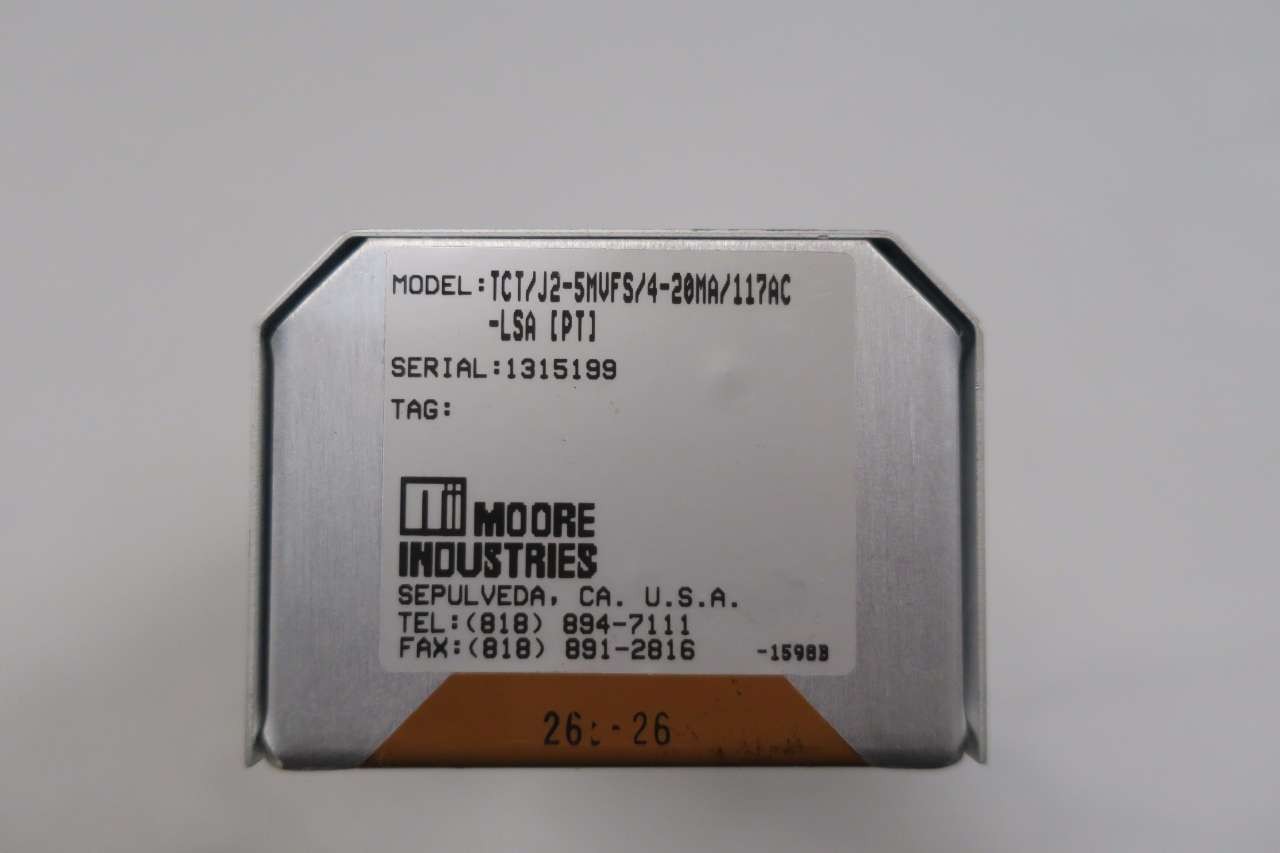 MODEL:TCT/J2-5MVFS/4-20MA/117AC
-LSA [PT]
SERIAL:1315199
TAG:
MOORE
INDUSTRIES
SEPULVEDA, CA. U.S.A.
TEL:(818) 894-7111
FAX:(818) 891-2816
-1598B